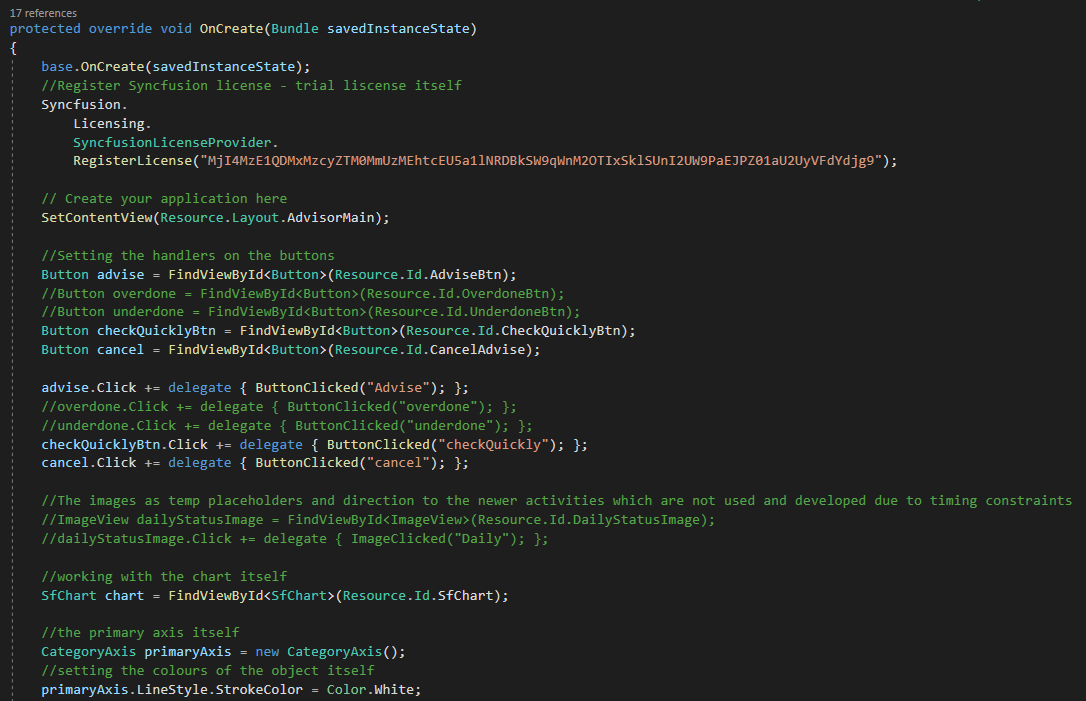 17 references
protected override void OnCreate(Bundle savedInstanceState)
{
base.OnCreate(savedInstanceState);
//Register Syncfusion license - trial liscense itself
Syncfusion.
Licensing.
SyncfusionLicenseProvider.
RegisterLicense("MjI4MzE1QDMxMzcyZTM0MmUzMEhtcEU5a1lNRDBkSW9qWnM2OTIxSklSUnI2UW9PaEJPZ01aU2UyVFdYdjg9");
// Create your application here
SetContentView(Resource.Layout.AdvisorMain);
//Setting the handlers on the buttons
Button advise = FindViewById<Button>(Resource.Id.AdviseBtn);
//Button overdone = FindViewById<Button>(Resource.Id.OverdoneBtn);
//Button underdone = FindViewById<Button>(Resource.Id.UnderdoneBtn);
Button checkQuicklyBtn = FindViewById<Button>(Resource.Id.CheckQuicklyBtn);
Button cancel = FindViewById<Button>(Resource.Id.CancelAdvise);
advise.Click += delegate { ButtonClicked("Advise"); };
//overdone.Click += delegate { ButtonClicked("overdone"); };
//underdone.Click += delegate { ButtonClicked("underdone"); };
checkQuicklyBtn.Click += delegate { ButtonClicked("checkQuickly"); };
cancel.Click += delegate { ButtonClicked("cancel"); };
//The images as temp placeholders and direction to the newer activities which are not used and developed due to timing constraints
//ImageView dailyStatusImage = FindViewById<ImageView>(Resource.Id.DailyStatusImage);
//dailyStatusImage.Click += delegate { ImageClicked("Daily"); };
//working with the chart itself
SfChart chart = FindViewById<SfChart>(Resource.Id.SfChart);
//the primary axis itself
CategoryAxis primaryAxis = new CategoryAxis();
//setting the colours of the object itself
primaryAxis.LineStyle.StrokeColor = Color.White;